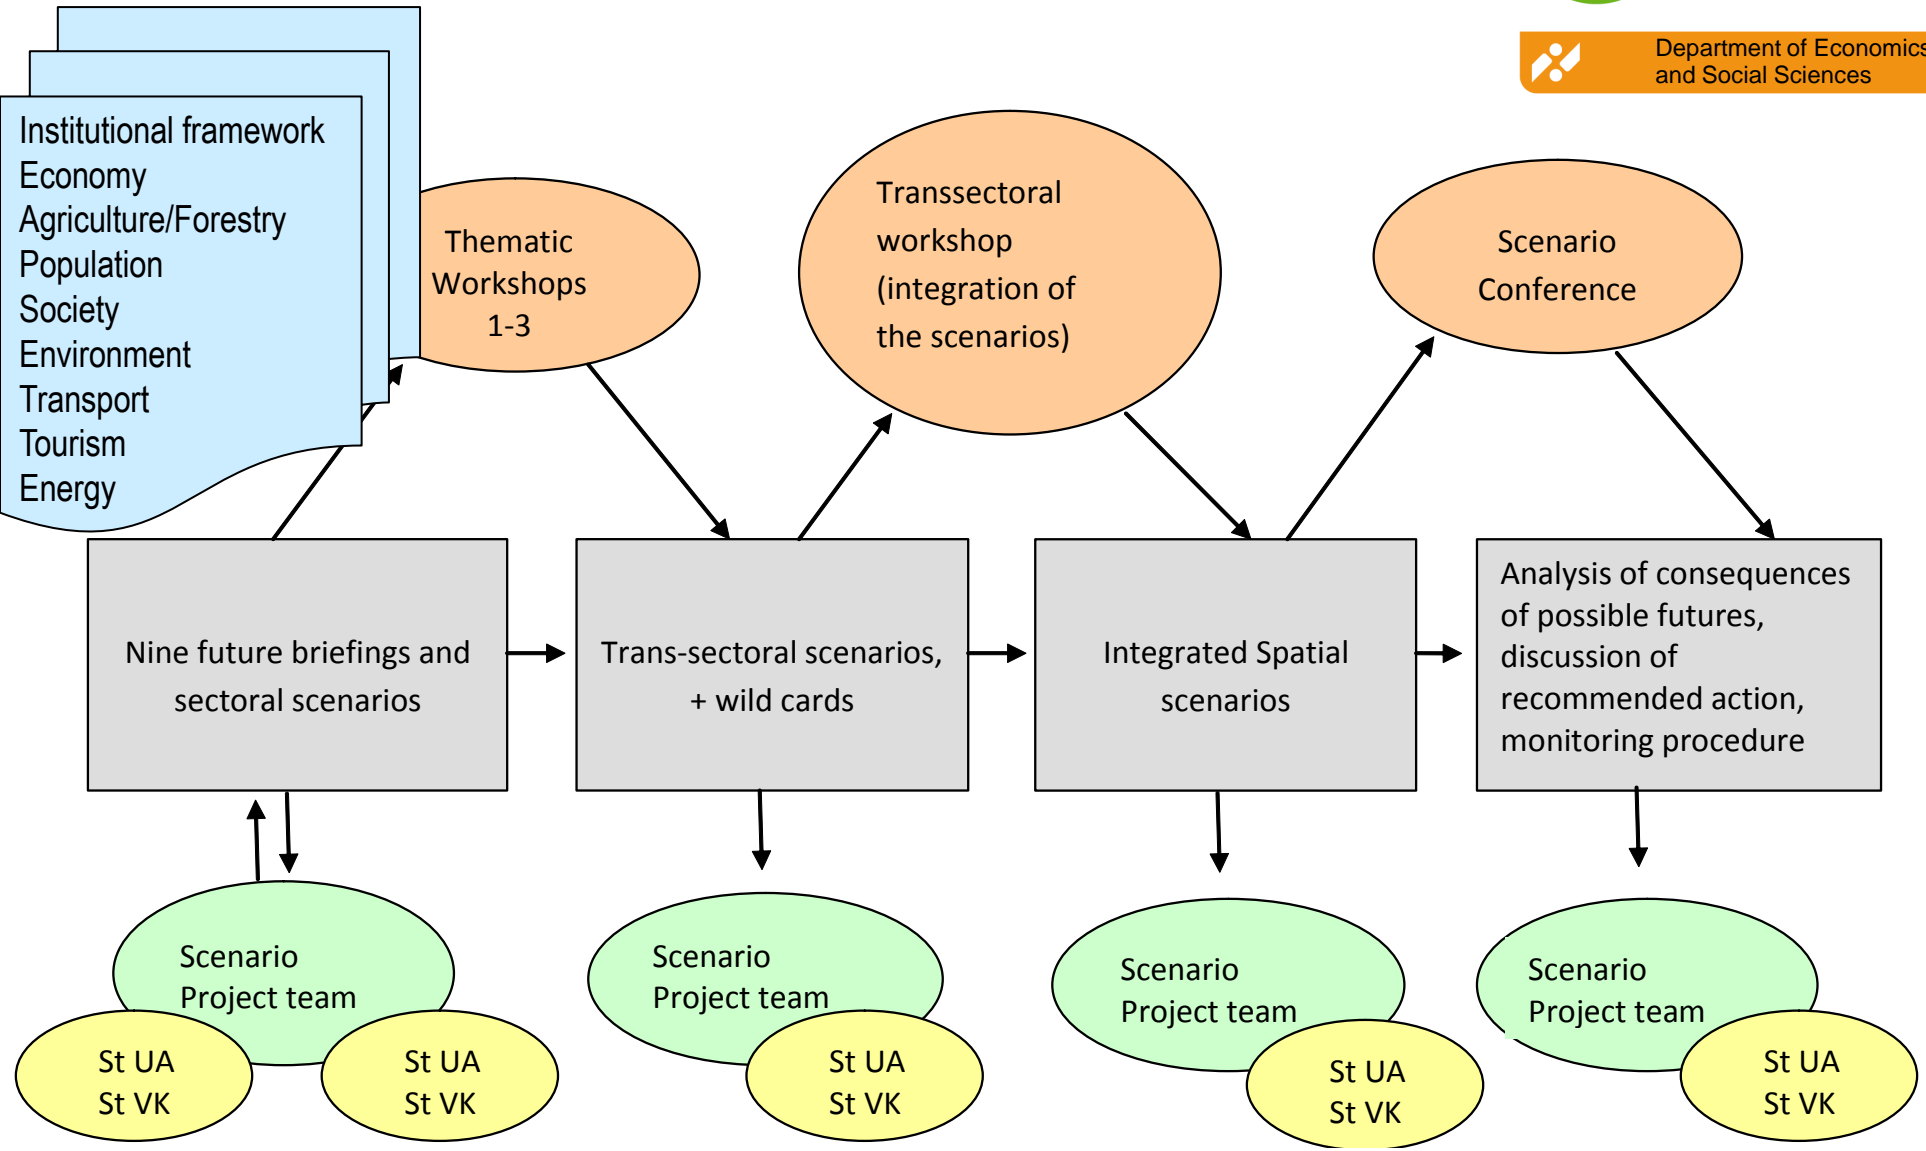 Department of Economics
and Social Sciences
Institutional framework
Economy
Agriculture/Forestry
Population
Society
Environment
Transport
Tourism
Energy
Thematic
Workshops
1-3
Transsectoral
workshop
(integration of
the scenarios)
Scenario
Conference
Nine future briefings and
sectoral scenarios
Trans-sectoral scenarios,
+ wild cards
Integrated Spatial
scenarios
Analysis of consequences
of possible futures,
discussion of
recommended action,
monitoring procedure
Scenario
Project team
St UA
St VK
St UA
St VK
Scenario
Project team
St UA
St VK
Scenario
Project team
St UA
St VK
Scenario
Project team
St UA
St VK